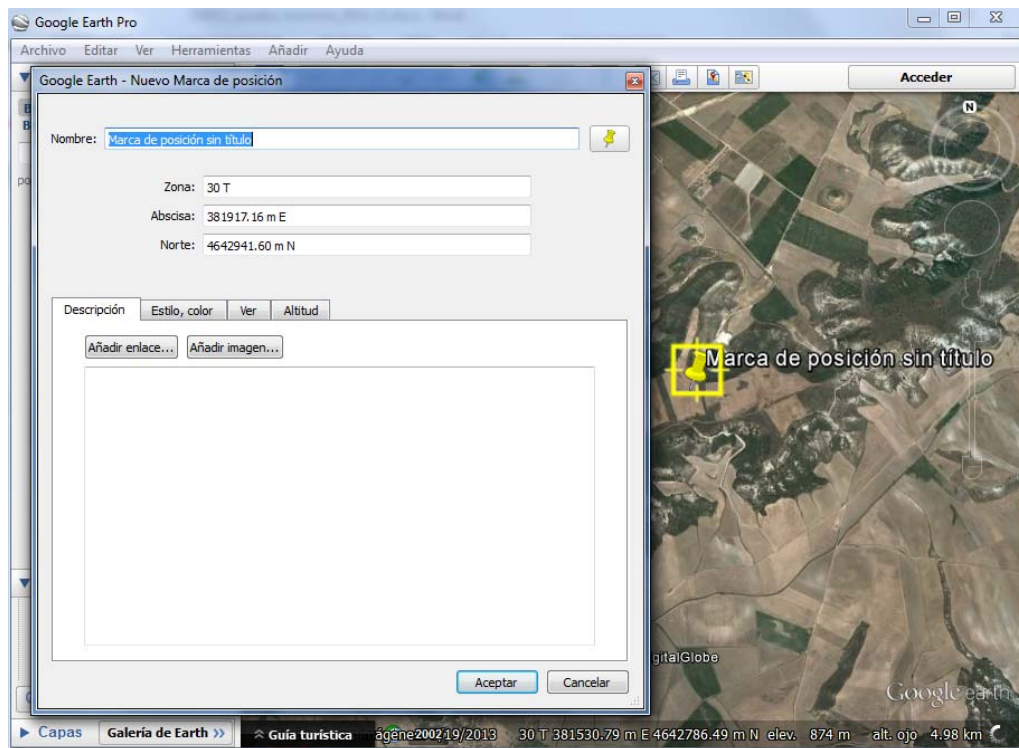 Google Earth Pro
Archivo Editar Ver Herramientas Añadir Ayuda
Google Earth - Nuevo Marca de posición
Acceder
N
Nombre: Marca de posición sin título
Zona: 30 T
Abscisa: 381917.16 m E
Norte: 4642941.60 m N
Descripción Estilo, color Ver Altitud
Añadir enlace... Añadir imagen...
Marca de posición sin título
gitalGlobe
Aceptar Cancelar
Google earth
Capas Galería de Earth >> Guía turística 2002 19/2013 30 T 381530.79 m E 4642786.49 m N elev. 874 m alt. ojo 4.98 km